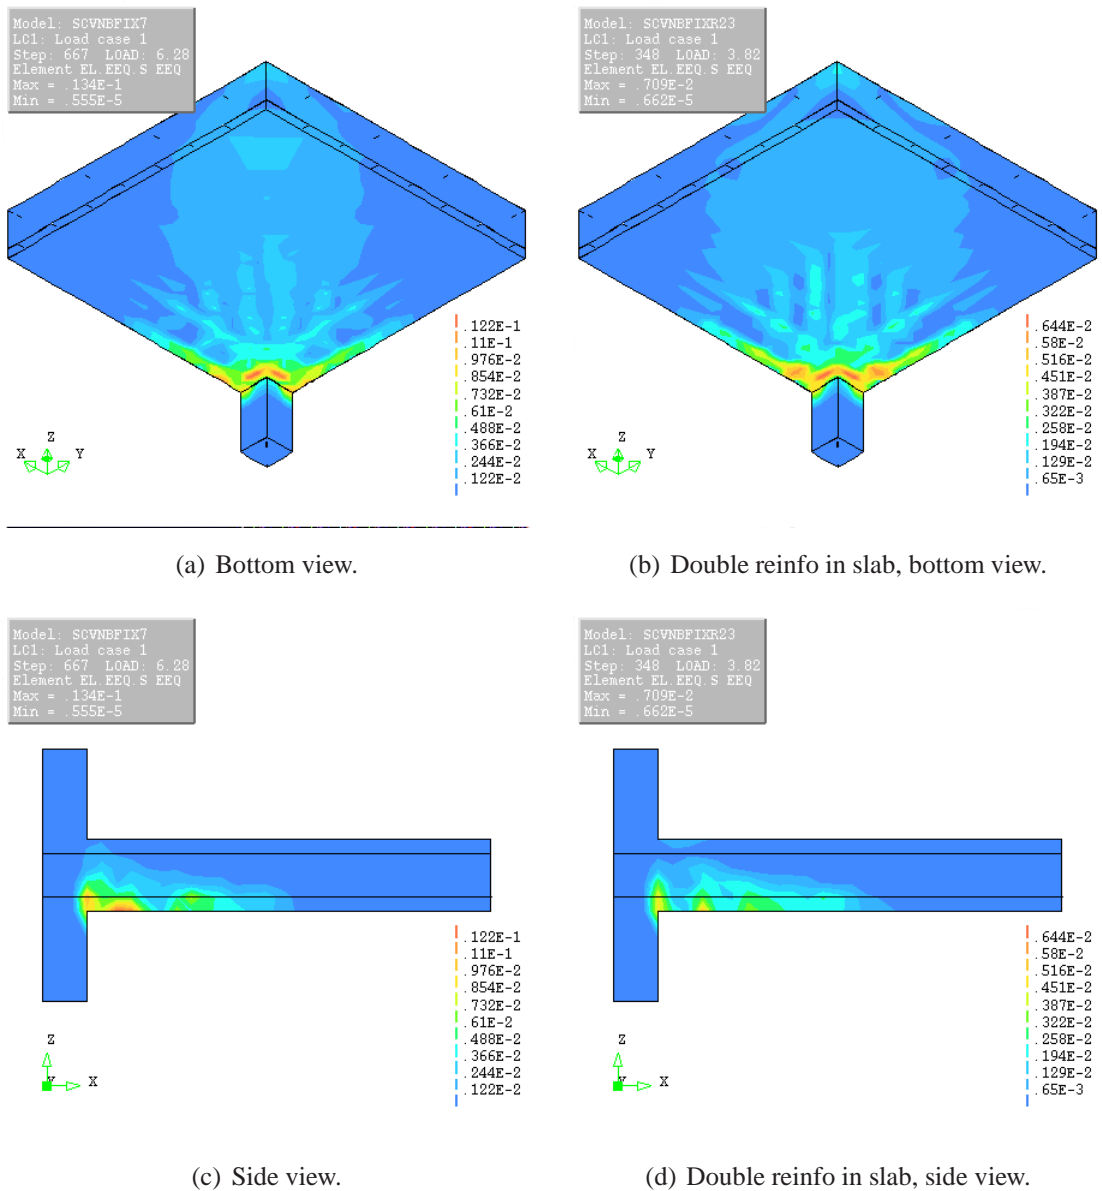 Model: SCVNBFIX7
LC1: Load case 1
Step: 667 LOAD: 6.28
Element EL.EEQ.S EEQ
Max = .134E-1
Min = .555E-5
.122E-1
.11E-1
.976E-2
.854E-2
.732E-2
.61E-2
.488E-2
.366E-2
.244E-2
.122E-2
Z
X Y
(a) Bottom view.
Model: SCVNBFIXR23
LC1: Load case 1
Step: 348 LOAD: 3.82
Element EL.EEQ.S EEQ
Max = .709E-2
Min = .662E-5
.644E-2
.58E-2
.516E-2
.451E-2
.387E-2
.322E-2
.258E-2
.194E-2
.129E-2
.65E-3
Z
X Y
(b) Double reinfo in slab, bottom view.
Model: SCVNBFIX7
LC1: Load case 1
Step: 667 LOAD: 6.28
Element EL.EEQ.S EEQ
Max = .134E-1
Min = .555E-5
.122E-1
.11E-1
.976E-2
.854E-2
.732E-2
.61E-2
.488E-2
.366E-2
.244E-2
.122E-2
Z
Y X
(c) Side view.
Model: SCVNBFIXR23
LC1: Load case 1
Step: 348 LOAD: 3.82
Element EL.EEQ.S EEQ
Max = .709E-2
Min = .662E-5
.644E-2
.58E-2
.516E-2
.451E-2
.387E-2
.322E-2
.258E-2
.194E-2
.129E-2
.65E-3
Z
Y X
(d) Double reinfo in slab, side view.